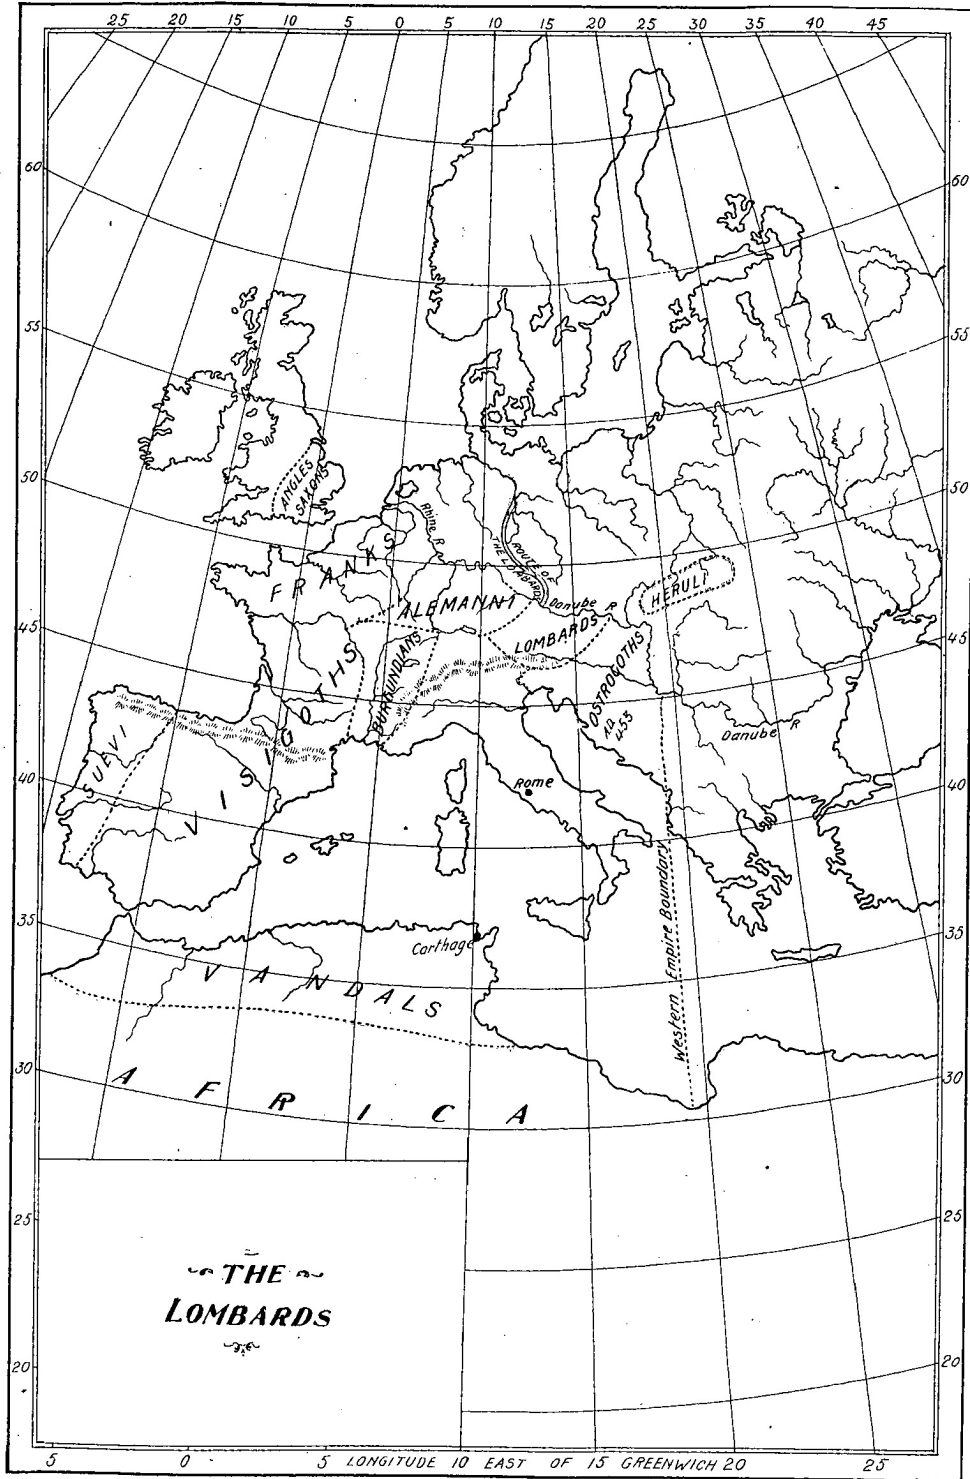 25 20 15 10 5 0 5 10 15 20 25 30 35 40 45
60 60
55 55
50 50
45 45
40 40
35 35
30 30
25 25
20 20
ANGLES
SAXONS
Rhine R
FRANKS
ROUTE OF
THE LOMBARDS
ALEMANNI
Danube R
HERULI
LOMBARDS
BURGUNDIANS
OSTROGOTHS
AD
453
Danube R
SUEVI
VISIGOTHS
Rome
Western Empire Boundary
Carthage
VANDALS
AFRICA
THE
LOMBARDS
5 0 5 LONGITUDE 10 EAST OF 15 GREENWICH 20 25